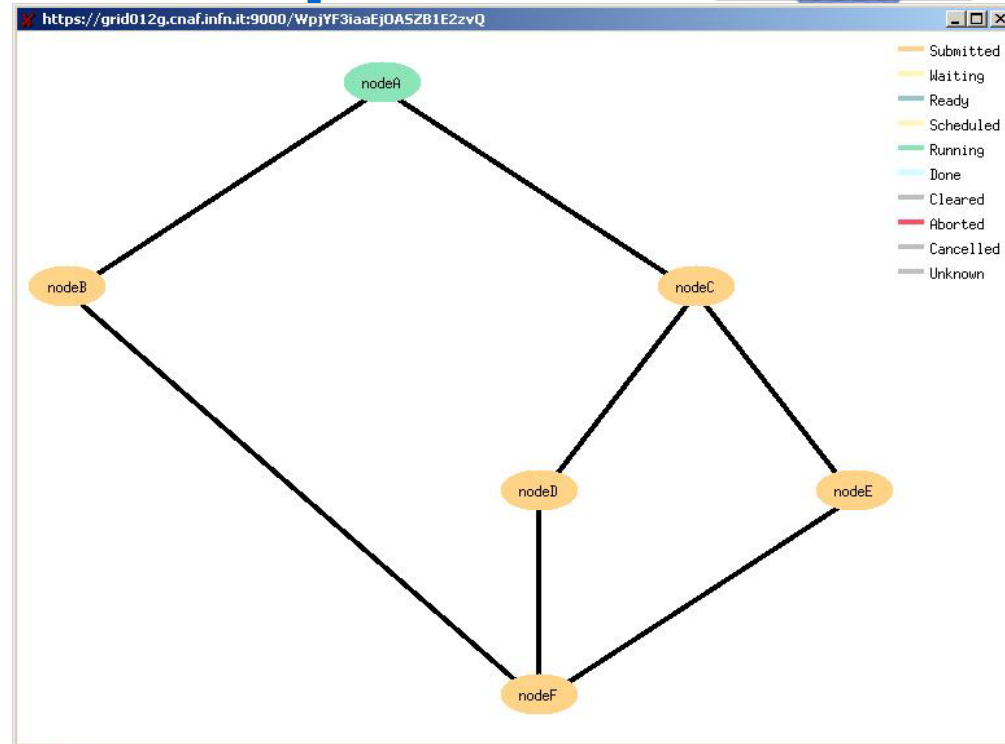 https://grid012g.cnaf.infn.it:9000/WpjYF3iaaEjOASZB1E2zvQ
Submitted
Waiting
Ready
Scheduled
Running
Done
Cleared
Aborted
Cancelled
Unknown
nodeA
nodeB
nodeC
nodeD
nodeE
nodeF